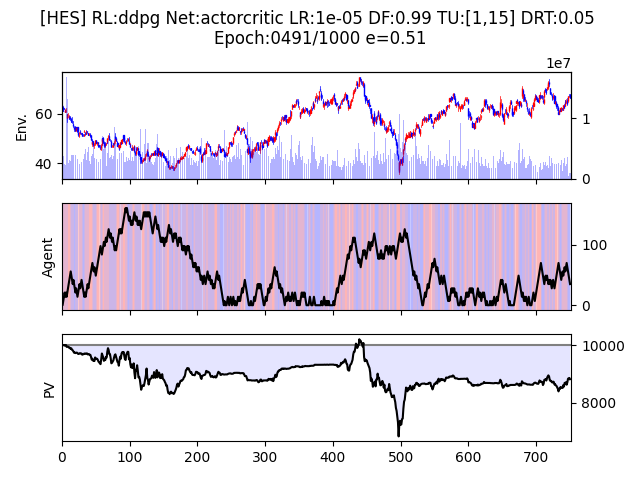 [HES] RL:ddpg Net:actorcritic LR:1e-05 DF:0.99 TU:[1,15] DRT:0.05
Epoch:0491/1000 e=0.51
1e7
Env.
60
40
1
0
Agent
100
0
PV
10000
8000
0 100 200 300 400 500 600 700